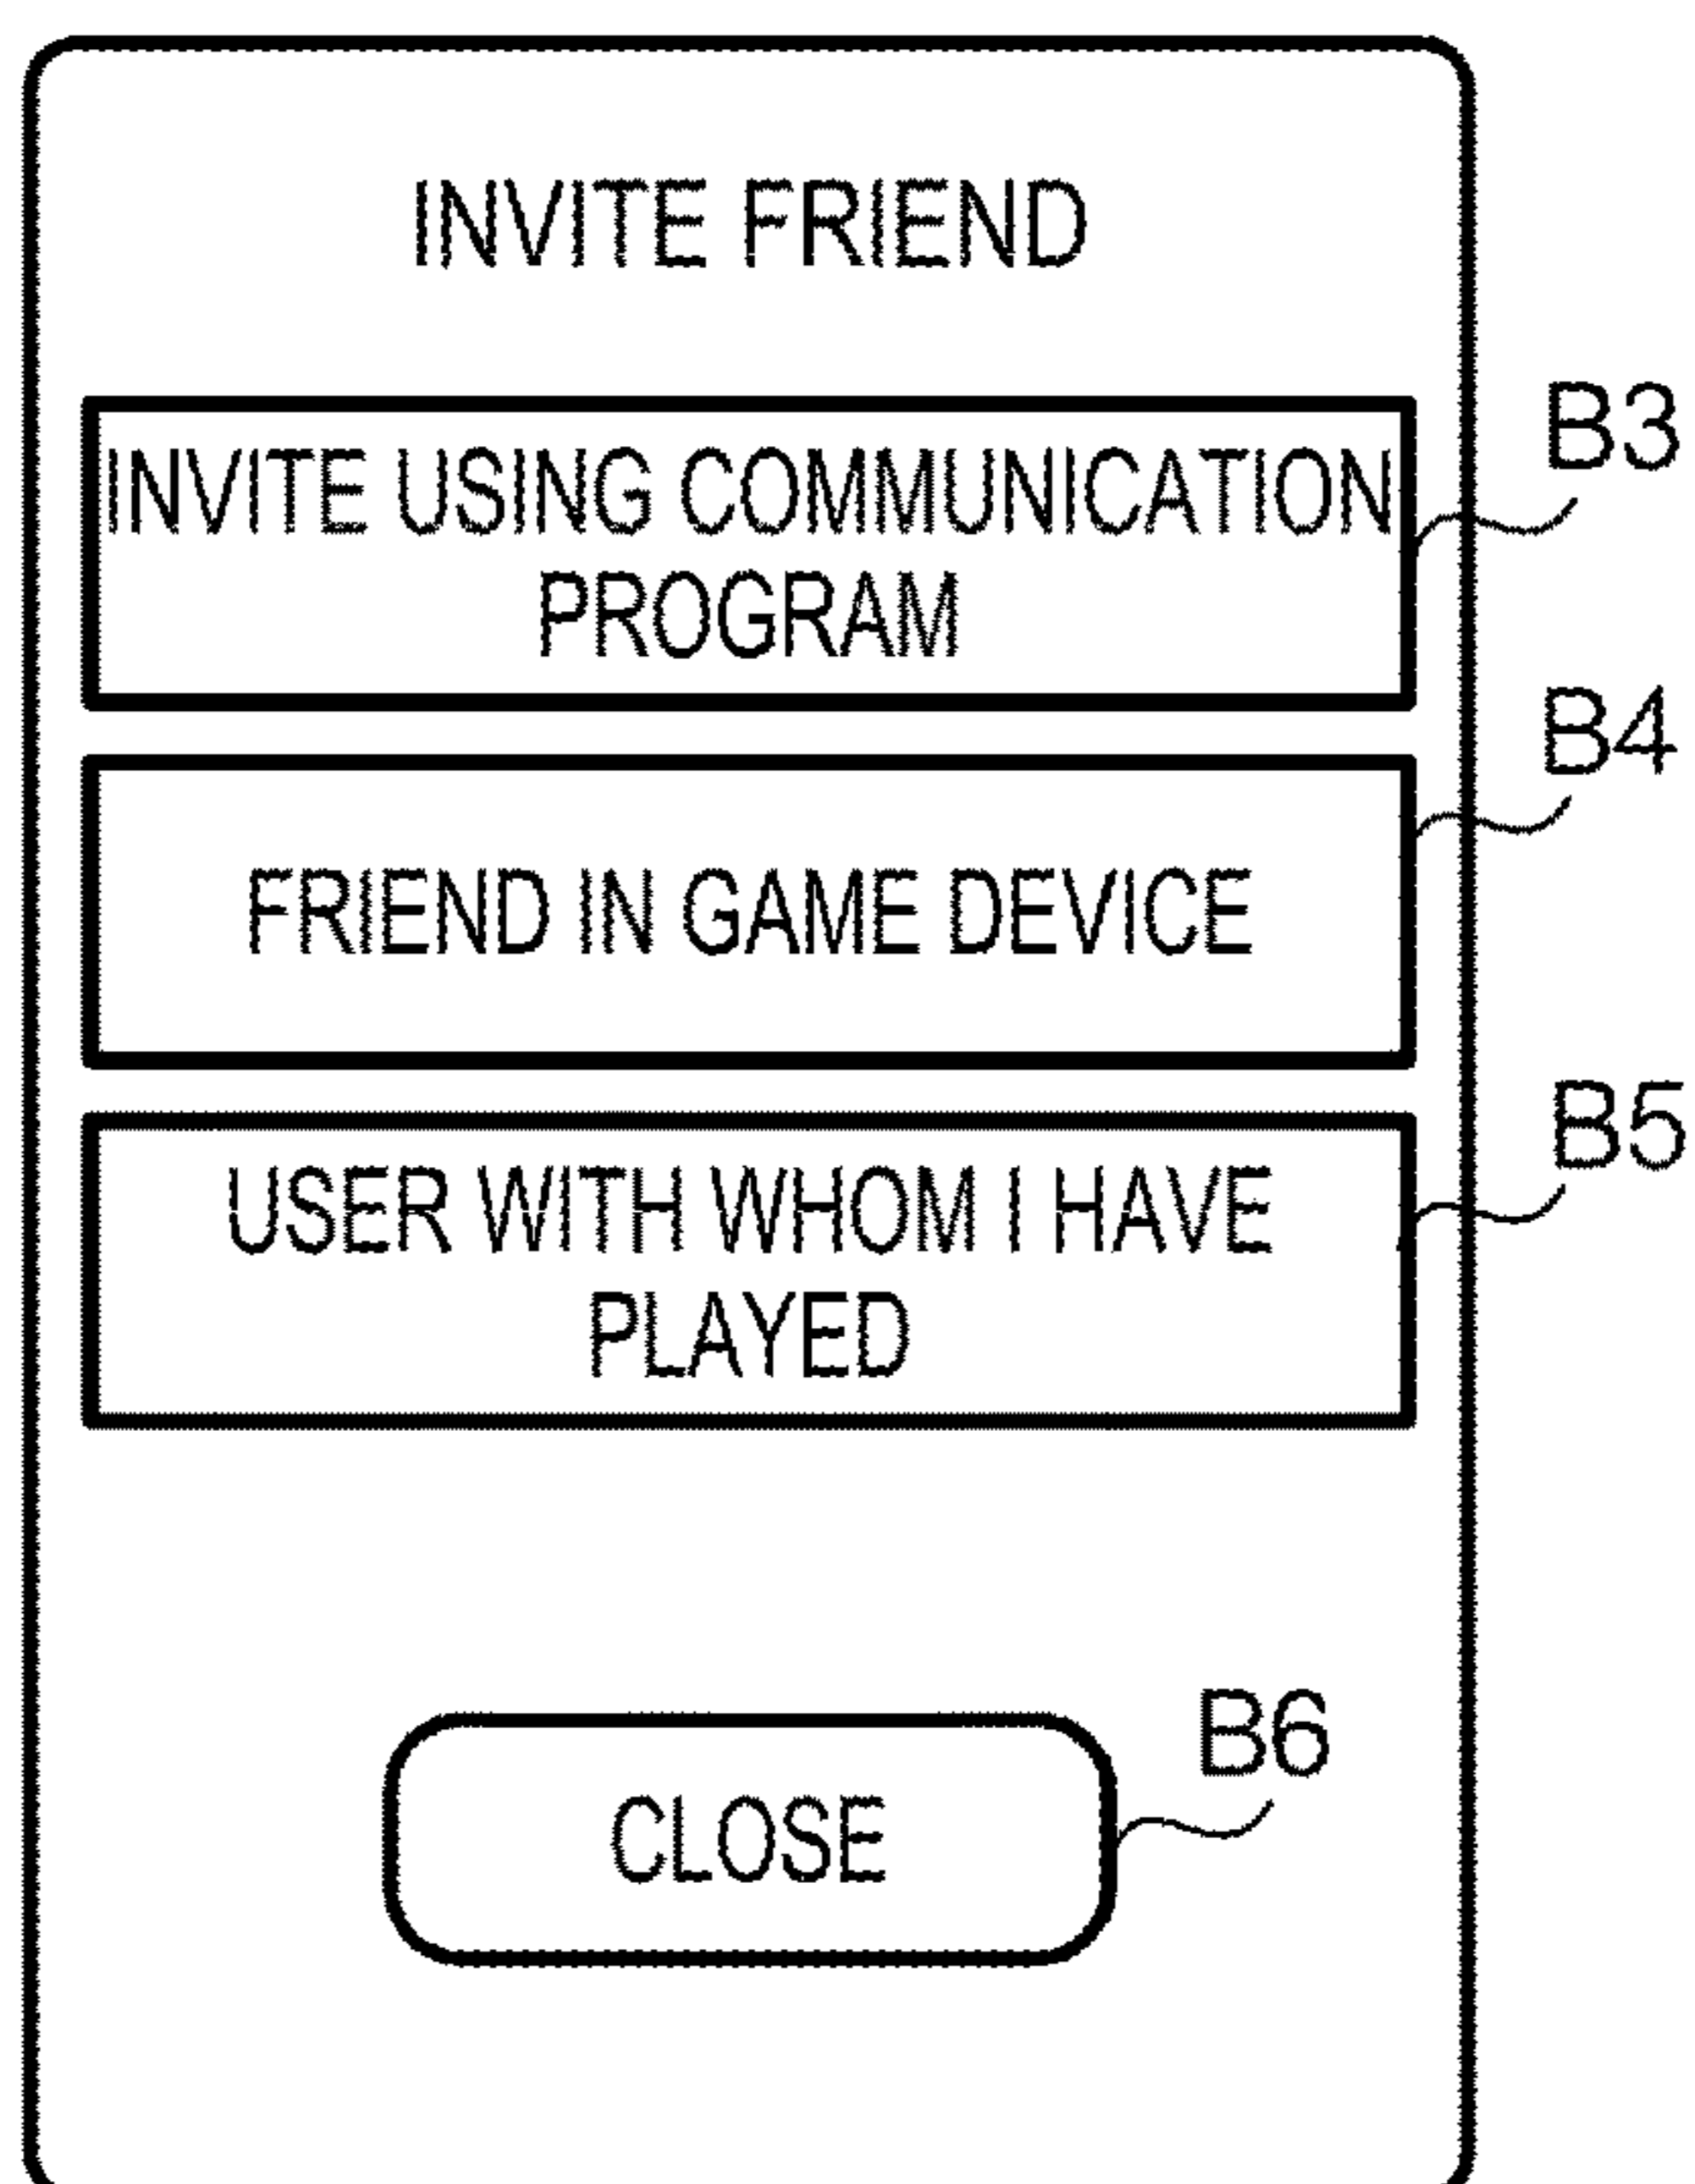 INVITE FRIEND
B3
INVITE USING COMMUNICATION
PROGRAM
B4
FRIEND IN GAME DEVICE
B5
USER WITH WHOM I HAVE
PLAYED
B6
CLOSE